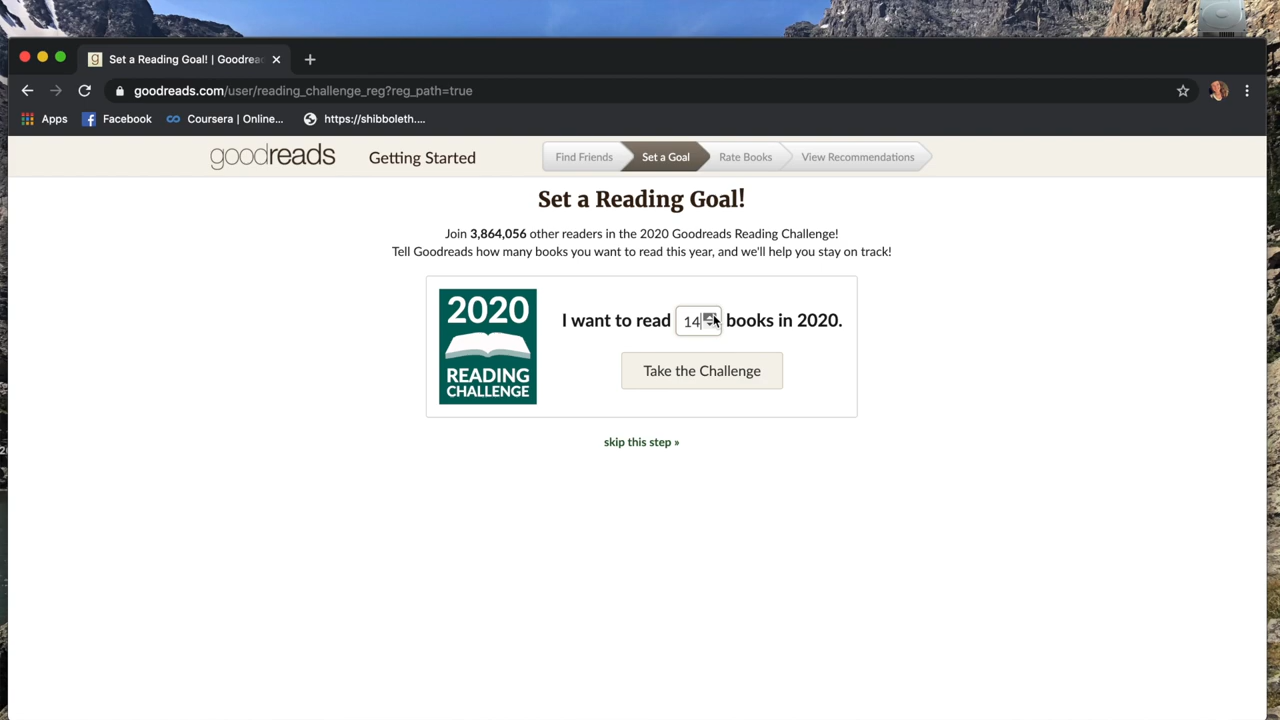 Set a Reading Goal! | Goodrea
goodreads.com/user/reading_challenge_reg?reg_path=true
Apps
Facebook
Coursera | Online...
https://shibboleth....
goodreads
Getting Started
Find Friends
Set a Goal
Rate Books
View Recommendations
Set a Reading Goal!
Join 3,864,056 other readers in the 2020 Goodreads Reading Challenge!
Tell Goodreads how many books you want to read this year, and we'll help you stay on track!
2020
READING
CHALLENGE
I want to read 14 books in 2020.
Take the Challenge
skip this step »